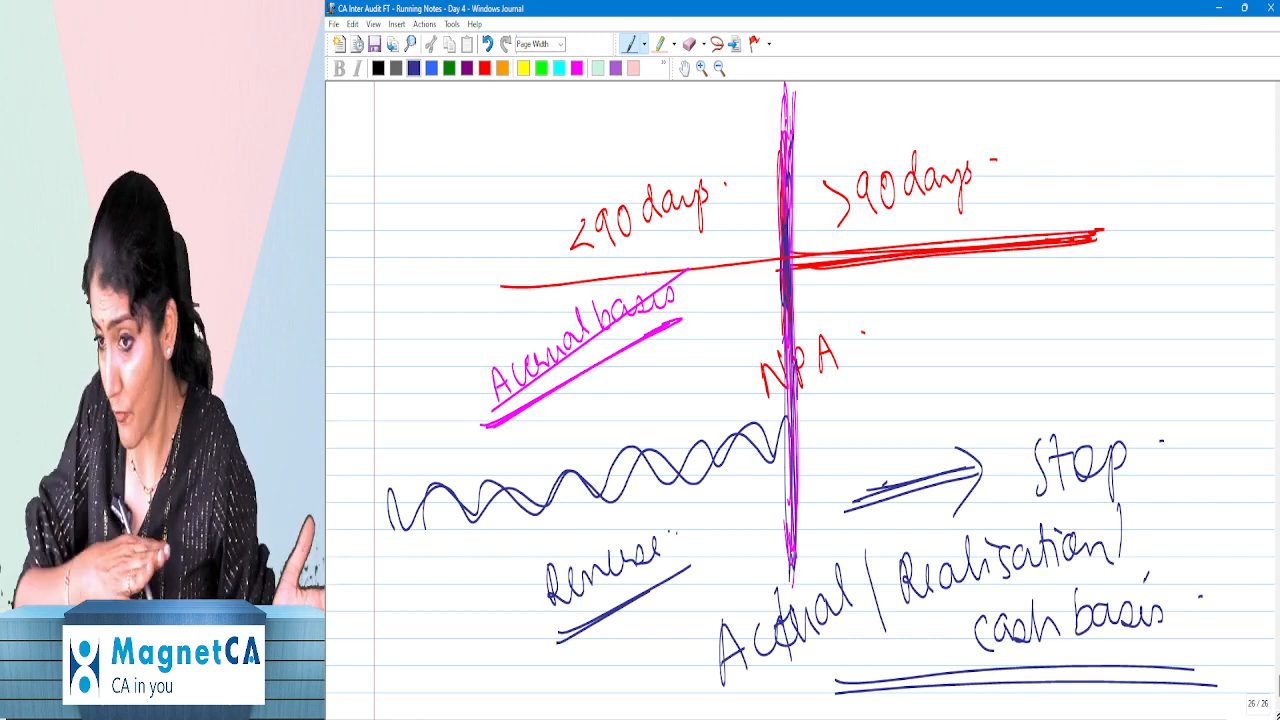 CA Inter Audit FT - Running Notes - Day 4 - Windows Journal
File Edit View Insert Actions Tools Help
Page Width
B I
<90 days.
>90 days -
Accrual basis
NPA.
Stop.
Reverse
Actual / Realisation /
cash basis.
MagnetCA
CA in you
26 / 26